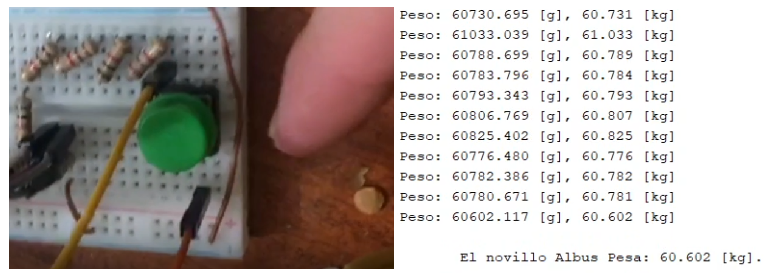 Peso: 60730.695 [g], 60.731 [kg]
Peso: 61033.039 [g], 61.033 [kg]
Peso: 60788.699 [g], 60.789 [kg]
Peso: 60783.796 [g], 60.784 [kg]
Peso: 60793.343 [g], 60.793 [kg]
Peso: 60806.769 [g], 60.807 [kg]
Peso: 60825.402 [g], 60.825 [kg]
Peso: 60776.480 [g], 60.776 [kg]
Peso: 60782.386 [g], 60.782 [kg]
Peso: 60780.671 [g], 60.781 [kg]
Peso: 60602.117 [g], 60.602 [kg]
El novillo Albus Pesa: 60.602 [kg].